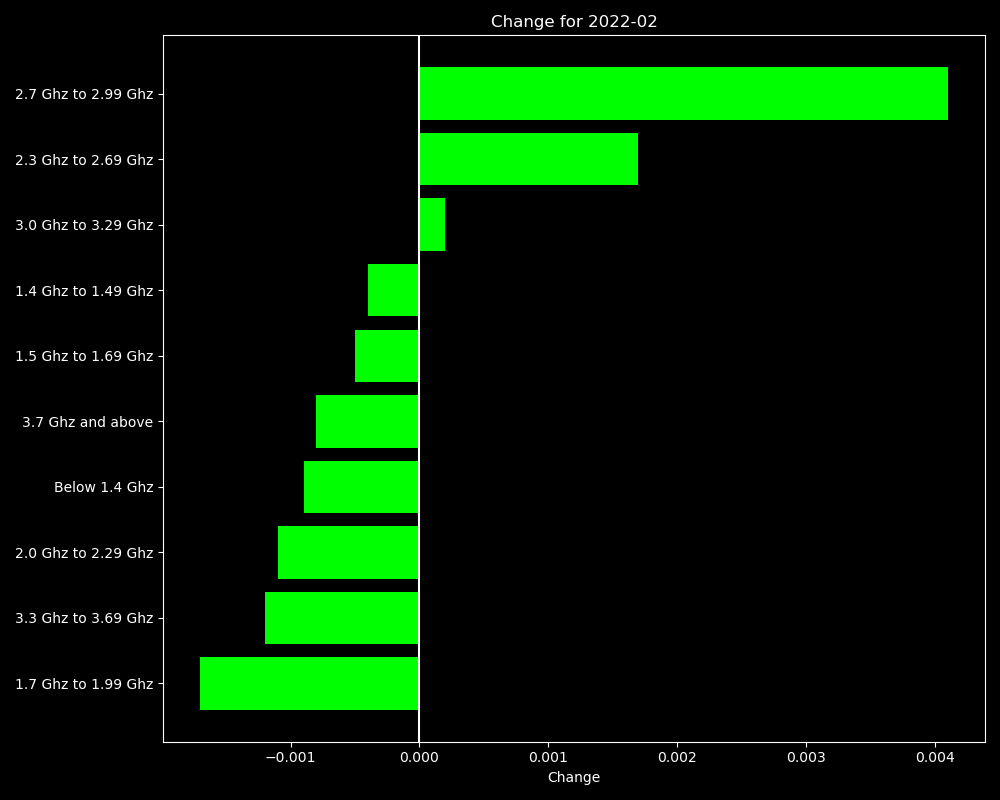 Change for 2022-02
2.7 Ghz to 2.99 Ghz
2.3 Ghz to 2.69 Ghz
3.0 Ghz to 3.29 Ghz
1.4 Ghz to 1.49 Ghz
1.5 Ghz to 1.69 Ghz
3.7 Ghz and above
Below 1.4 Ghz
2.0 Ghz to 2.29 Ghz
3.3 Ghz to 3.69 Ghz
1.7 Ghz to 1.99 Ghz
−0.001 0.000 0.001 0.002 0.003 0.004
Change